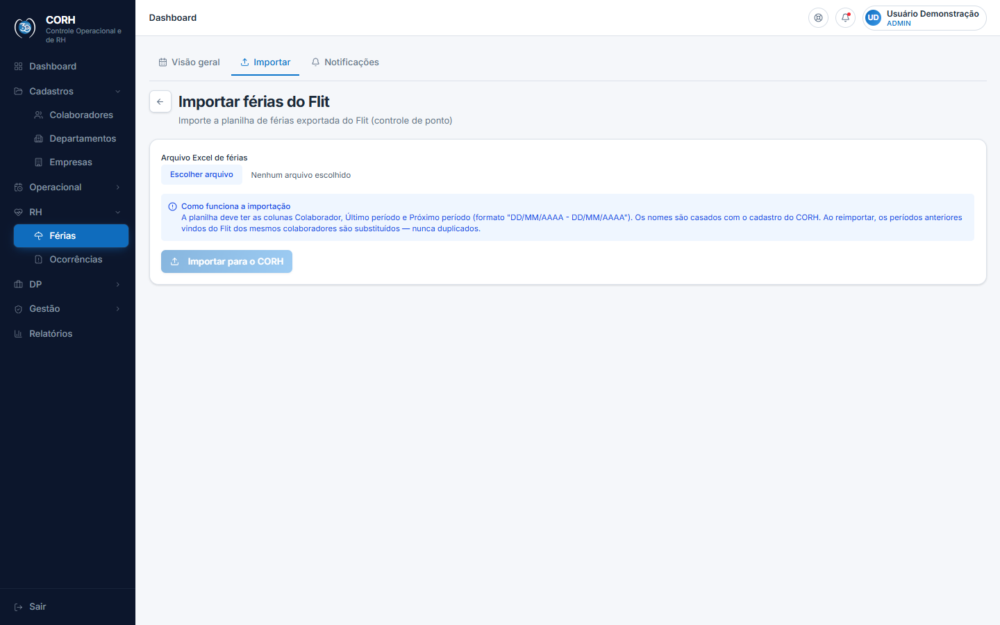 CORH
Controle Operacional e
de RH
Dashboard
Cadastros
Colaboradores
Departamentos
Empresas
Operacional
RH
Férias
Ocorrências
DP
Gestão
Relatórios
Sair
Dashboard
UD
Usuário Demonstração
ADMIN
Visão geral
Importar
Notificações
Importar férias do Flit
Importe a planilha de férias exportada do Flit (controle de ponto)
Arquivo Excel de férias
Escolher arquivo
Nenhum arquivo escolhido
Como funciona a importação
A planilha deve ter as colunas Colaborador, Último período e Próximo período (formato "DD/MM/AAAA - DD/MM/AAAA"). Os nomes são casados com o cadastro do CORH. Ao reimportar, os períodos anteriores
vindos do Flit dos mesmos colaboradores são substituídos — nunca duplicados.
Importar para o CORH